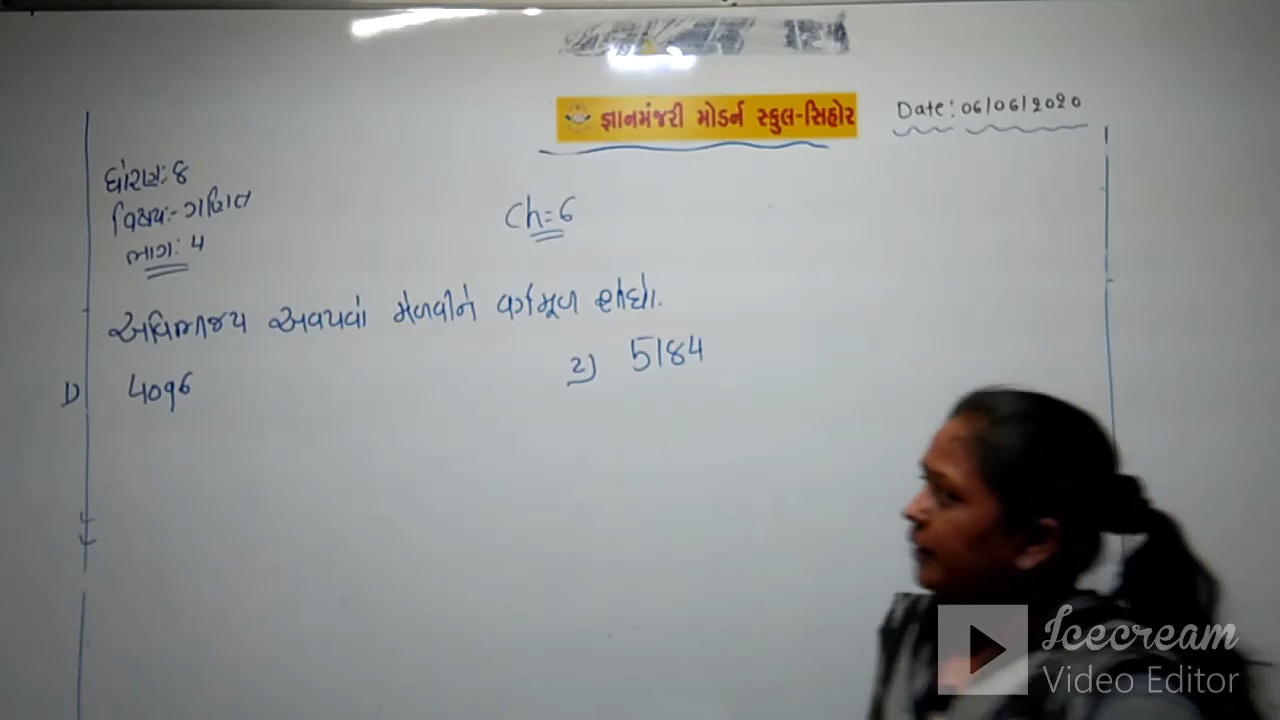 જ્ઞાનમંજરી મોડર્ન સ્કુલ-સિહોર
Date: 06/06/2020
ધોરણ: 8
વિષય:- ગણિત
ભાગ: 4
Ch=6
અવિભાજ્ય અવયવો મેળવીને વર્ગમૂળ શોધો.
1) 4096
2) 5184
Icecream
Video Editor